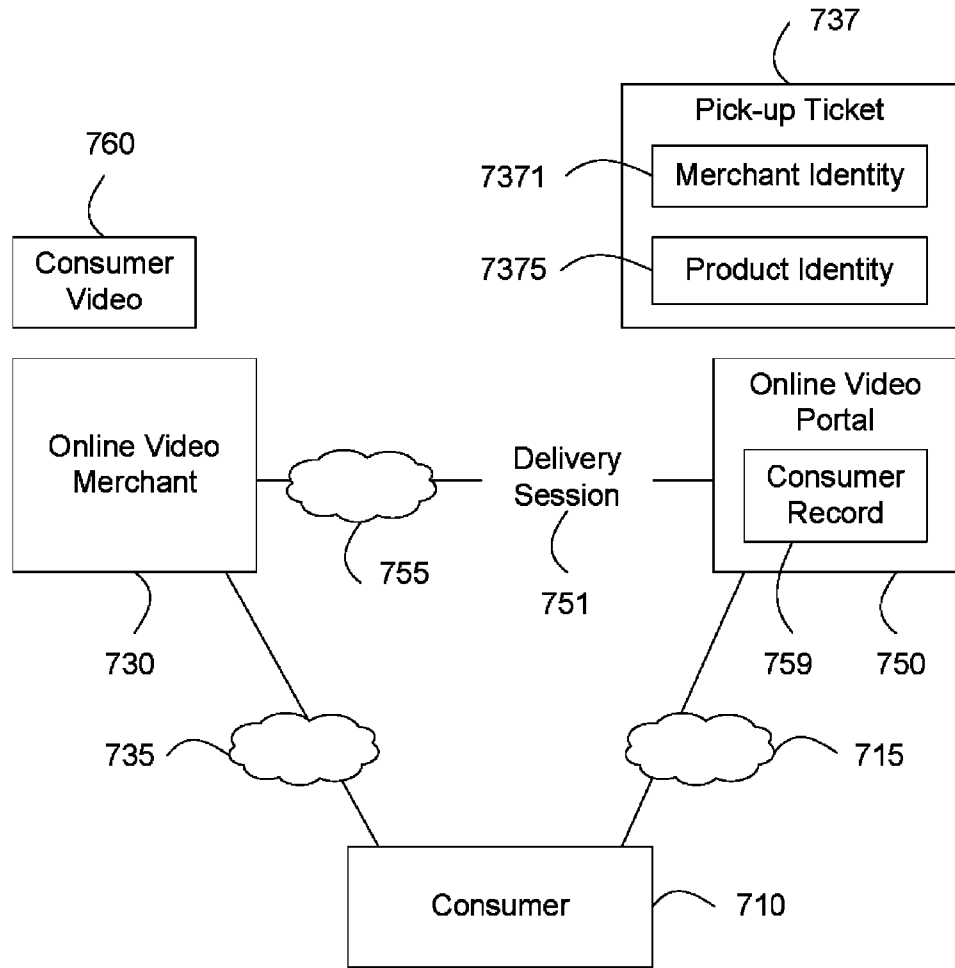 737
Pick-up Ticket
760
7371
Merchant Identity
Consumer
Video
7375
Product Identity
Online Video
Merchant
Delivery
Session
Online Video
Portal
Consumer
Record
755
751
730
759
750
735
715
Consumer
710